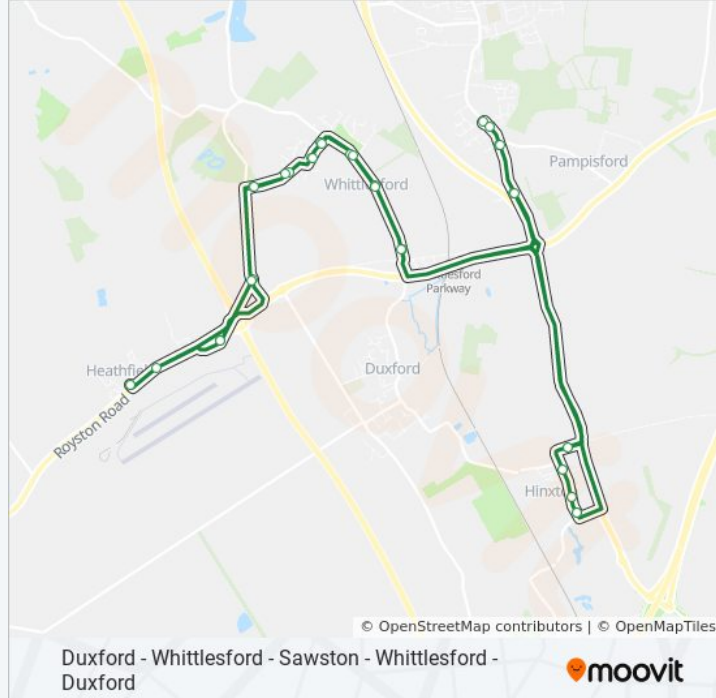 Pampisford
Whittlesford
Parkway
Duxford
Heathfield
Royston Road
Hinxton
© OpenStreetMap contributors | © OpenMapTiles
Duxford - Whittlesford - Sawston - Whittlesford -
Duxford
moovit